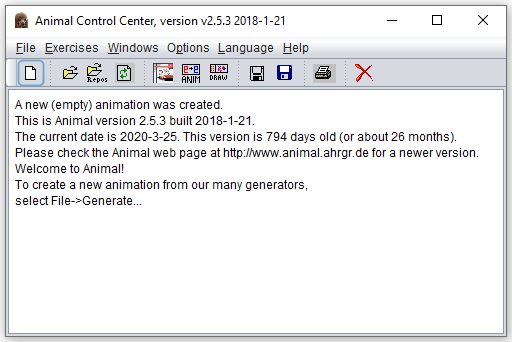 Animal Control Center, version v2.5.3 2018-1-21
File Exercises Windows Options Language Help
Repos ANIM DRAW
A new (empty) animation was created.
This is Animal version 2.5.3 built 2018-1-21.
The current date is 2020-3-25. This version is 794 days old (or about 26 months).
Please check the Animal web page at http://www.animal.ahrgr.de for a newer version.
Welcome to Animal!
To create a new animation from our many generators,
select File->Generate...